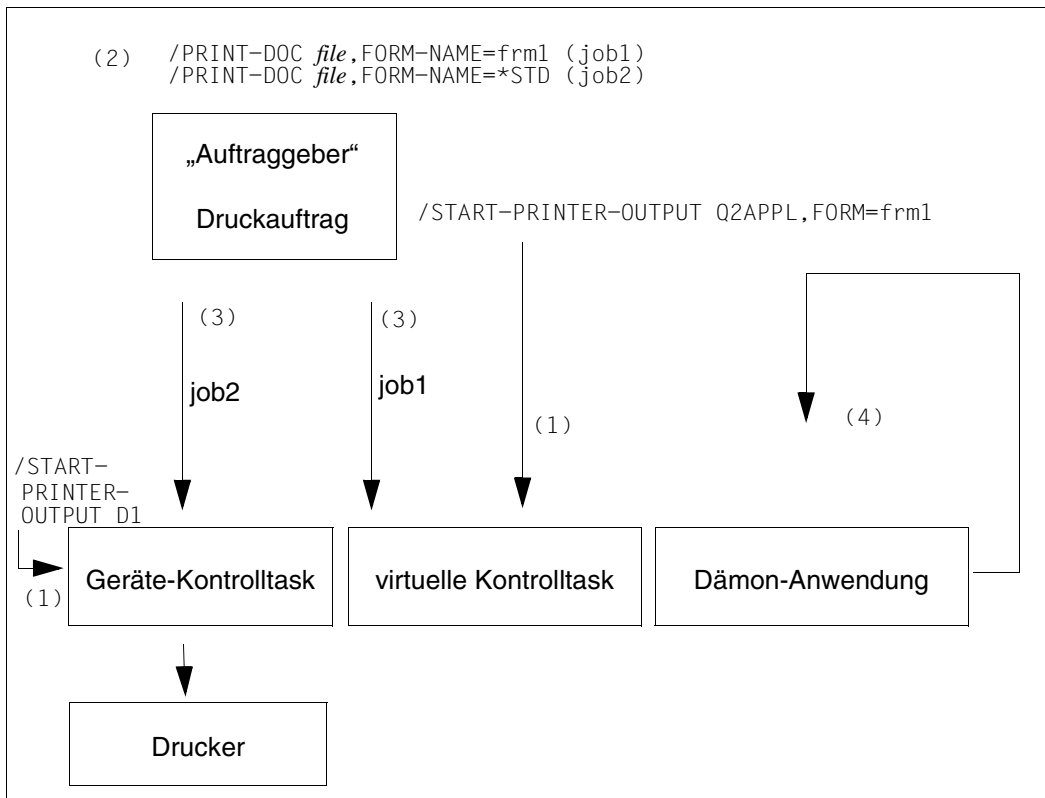 (2) /PRINT–DOC file,FORM–NAME=frm1 (job1)
/PRINT–DOC file,FORM–NAME=*STD (job2)
„Auftraggeber“
Druckauftrag
/START–PRINTER–OUTPUT Q2APPL,FORM=frm1
(3)
(3)
job2
job1
(1)
(4)
/START–
PRINTER–
OUTPUT D1
(1)
Geräte-Kontrolltask
virtuelle Kontrolltask
Dämon-Anwendung
Drucker